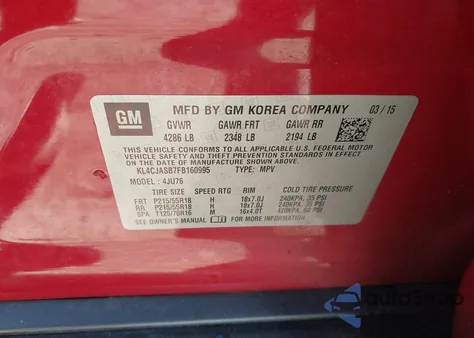 GM
MFD BY GM KOREA COMPANY 03/15
GVWR GAWR FRT GAWR RR
4286 LB 2348 LB 2194 LB
THIS VEHICLE CONFORMS TO ALL APPLICABLE U.S. FEDERAL MOTOR
VEHICLE SAFETY, BUMPER, AND THEFT PREVENTION STANDARDS IN EFFECT
ON THE DATE OF MANUFACTURE SHOWN ABOVE.
KL4CJASB7FB160995 TYPE: MPV
MODEL: 4JU76
TIRE SIZE SPEED RTG RIM COLD TIRE PRESSURE
FRT P215/55R18 H 18x7.0J 240KPA, 35 PSI
RR P215/55R18 H 18x7.0J 240KPA, 35 PSI
SPA T125/70R16 M 16x4.0T 420KPA, 60 PSI
SEE OWNER'S MANUAL FOR MORE INFORMATION.
autoStop